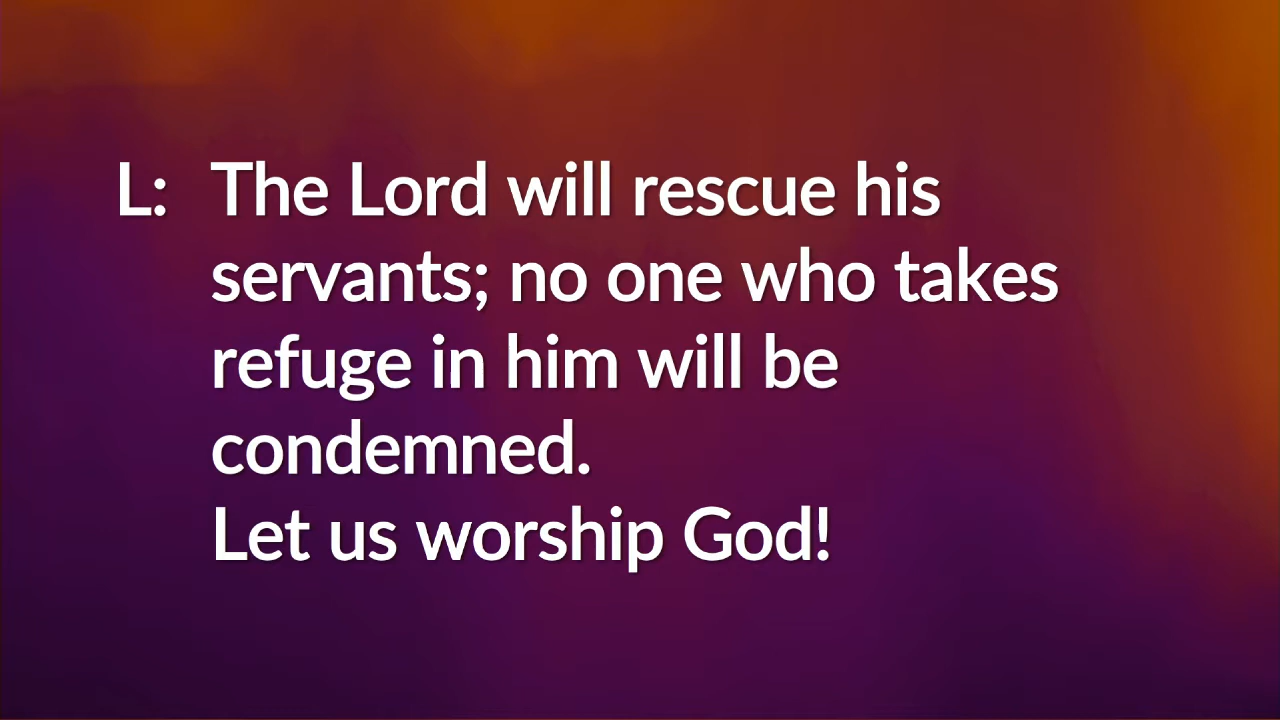 L: The Lord will rescue his
servants; no one who takes
refuge in him will be
condemned.
Let us worship God!